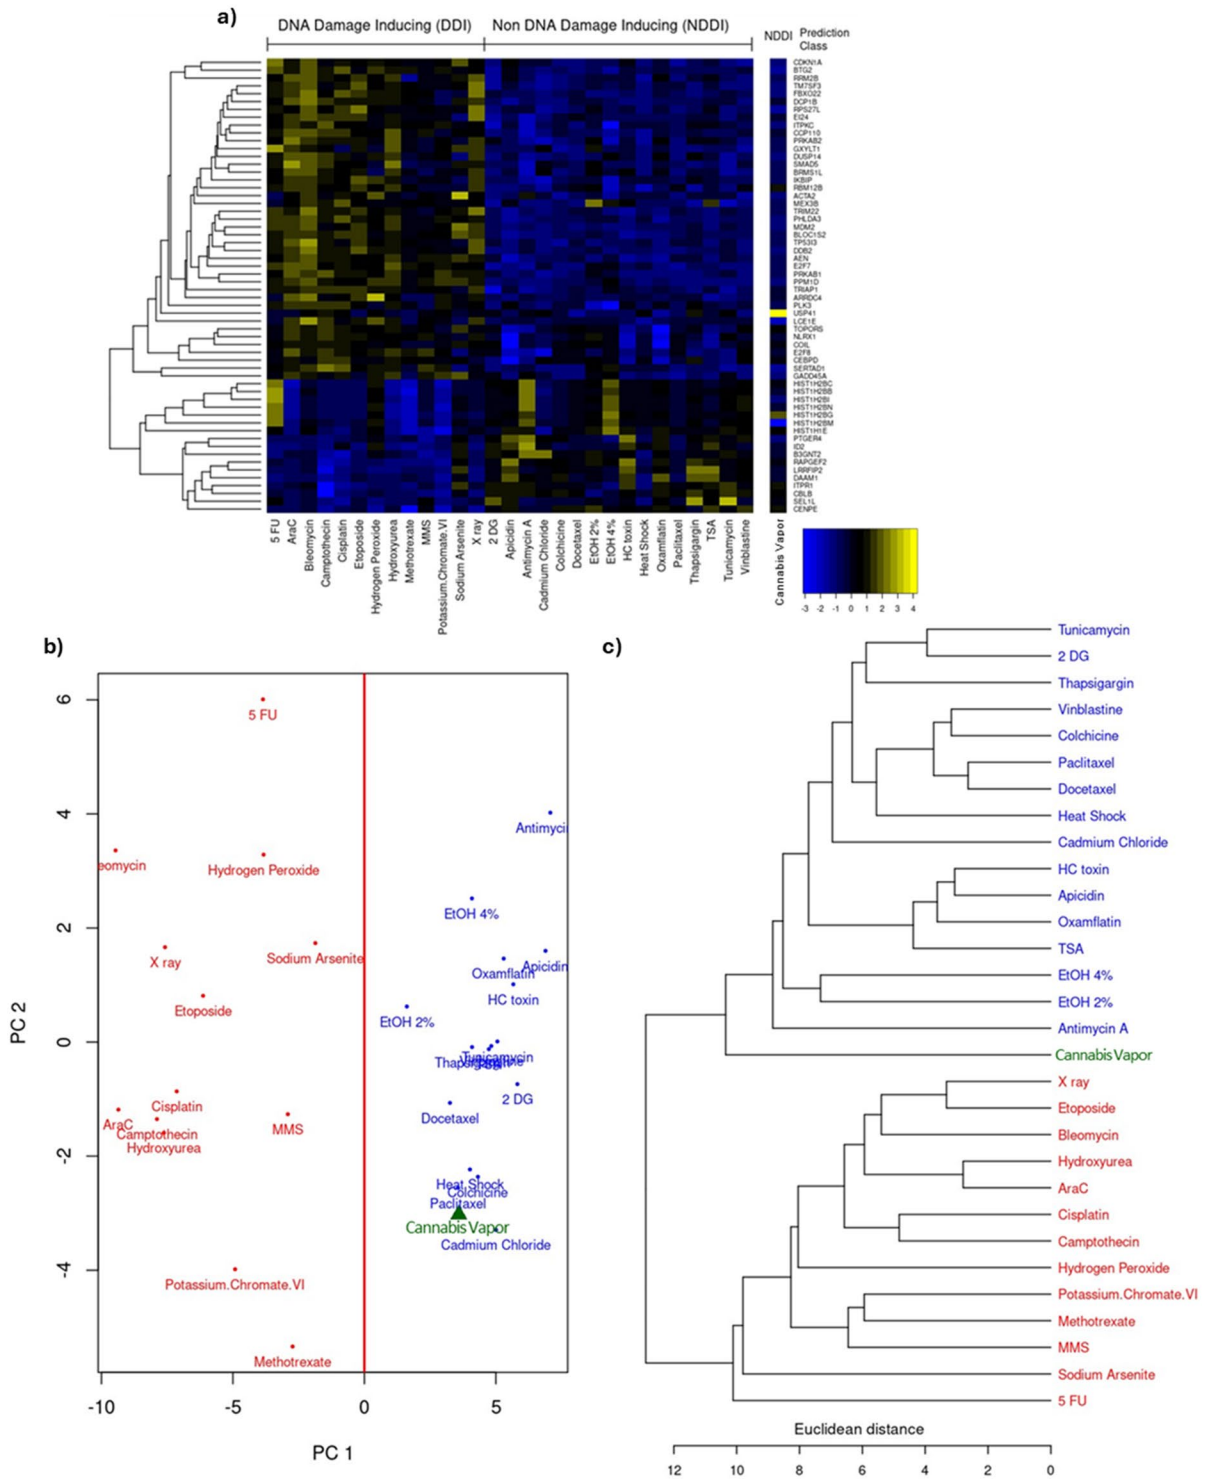 a)
DNA Damage Inducing (DDI)
Non DNA Damage Inducing (NDDI)
NDDI
Prediction
Class
CDKN1A
BTG2
RRM2B
TM7SF3
FBXO22
DCP1B
RPS27L
EI24
ITPKC
CCP110
PRKAB2
GXYLT1
DUSP14
SMAD5
BRMS1L
IKBIP
RBM12B
ACTA2
MEX3B
TRIM22
PHLDA3
MDM2
BLOC1S2
TP53I3
DDB2
AEN
E2F7
PRKAB1
PPM1D
TRIAP1
ARRDC4
PLK3
USP41
LCE1E
TOPORS
NLRX1
COIL
E2F8
CEBPD
SERTAD1
GADD45A
HIST1H2BC
HIST1H2BB
HIST1H2BI
HIST1H2BN
HIST1H2BG
HIST1H2BM
HIST1H1E
PTGER4
ID2
B3GNT2
RAPGEF2
LRRFIP2
DAAM1
ITPR1
CBLB
SEL1L
CENPE
5 FU
AraC
Bleomycin
Camptothecin
Cisplatin
Etoposide
Hydrogen Peroxide
Hydroxyurea
Methotrexate
MMS
Potassium.Chromate.VI
Sodium Arsenite
X ray
2 DG
Apicidin
Antimycin A
Cadmium Chloride
Colchicine
Docetaxel
EtOH 2%
EtOH 4%
HC toxin
Heat Shock
Oxamflatin
Paclitaxel
Thapsigargin
TSA
Tunicamycin
Vinblastine
Cannabis Vapor
-3 -2 -1 0 1 2 3 4
b)
PC 2
6
4
2
0
-2
-4
5 FU
Antimyci
eomycin
Hydrogen Peroxide
EtOH 4%
X ray
Sodium Arsenite
Apicidin
Oxamflatin
HC toxin
Etoposide
EtOH 2%
Tunicamycin
2 DG
Cisplatin
Docetaxel
AraC
Camptothecin
MMS
Hydroxyurea
Heat Shock
Colchicine
Paclitaxel
Cannabis Vapor
Cadmium Chloride
Potassium.Chromate.VI
Methotrexate
-10 -5 0 5
PC 1
c)
Tunicamycin
2 DG
Thapsigargin
Vinblastine
Colchicine
Paclitaxel
Docetaxel
Heat Shock
Cadmium Chloride
HC toxin
Apicidin
Oxamflatin
TSA
EtOH 4%
EtOH 2%
Antimycin A
Cannabis Vapor
X ray
Etoposide
Bleomycin
Hydroxyurea
AraC
Cisplatin
Camptothecin
Hydrogen Peroxide
Potassium.Chromate.VI
Methotrexate
MMS
Sodium Arsenite
5 FU
Euclidean distance
12 10 8 6 4 2 0